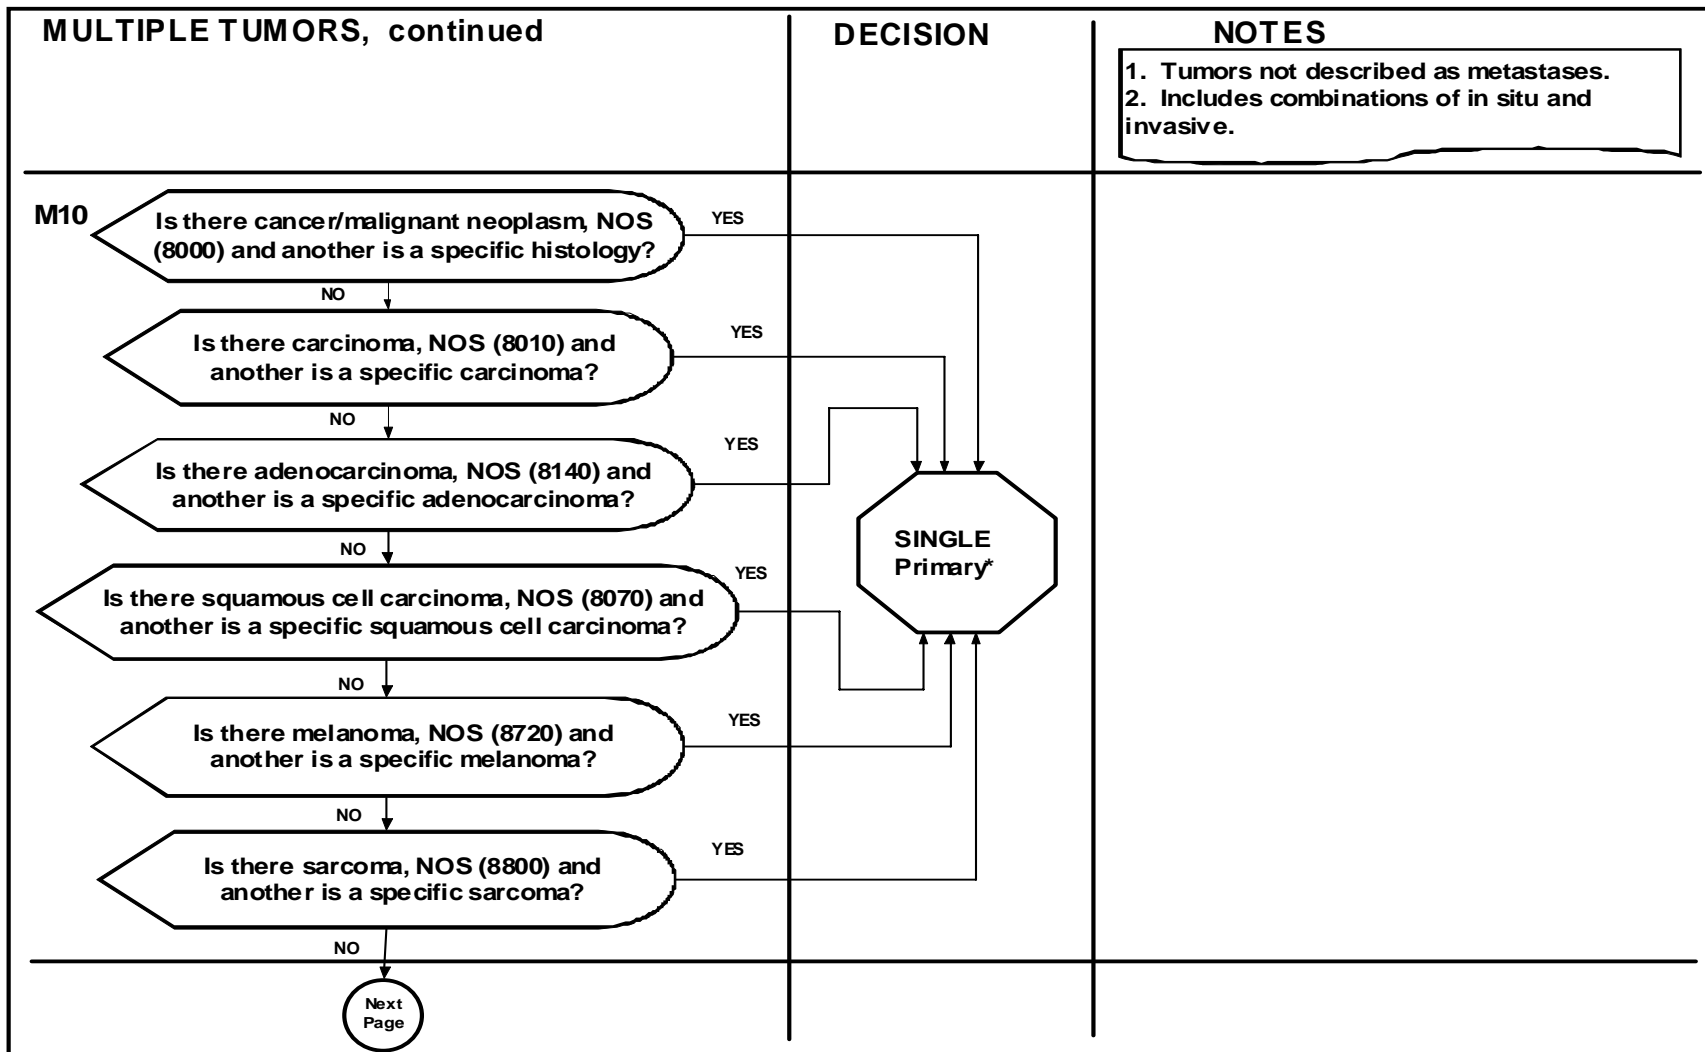 MULTIPLE TUMORS, continued
DECISION
NOTES
1. Tumors not described as metastases.
2. Includes combinations of in situ and
invasive.
M10
Is there cancer/malignant neoplasm, NOS
(8000) and another is a specific histology?
YES
NO
Is there carcinoma, NOS (8010) and
another is a specific carcinoma?
YES
NO
Is there adenocarcinoma, NOS (8140) and
another is a specific adenocarcinoma?
YES
NO
SINGLE
Primary*
Is there squamous cell carcinoma, NOS (8070) and
another is a specific squamous cell carcinoma?
YES
NO
Is there melanoma, NOS (8720) and
another is a specific melanoma?
YES
NO
Is there sarcoma, NOS (8800) and
another is a specific sarcoma?
YES
NO
Next
Page